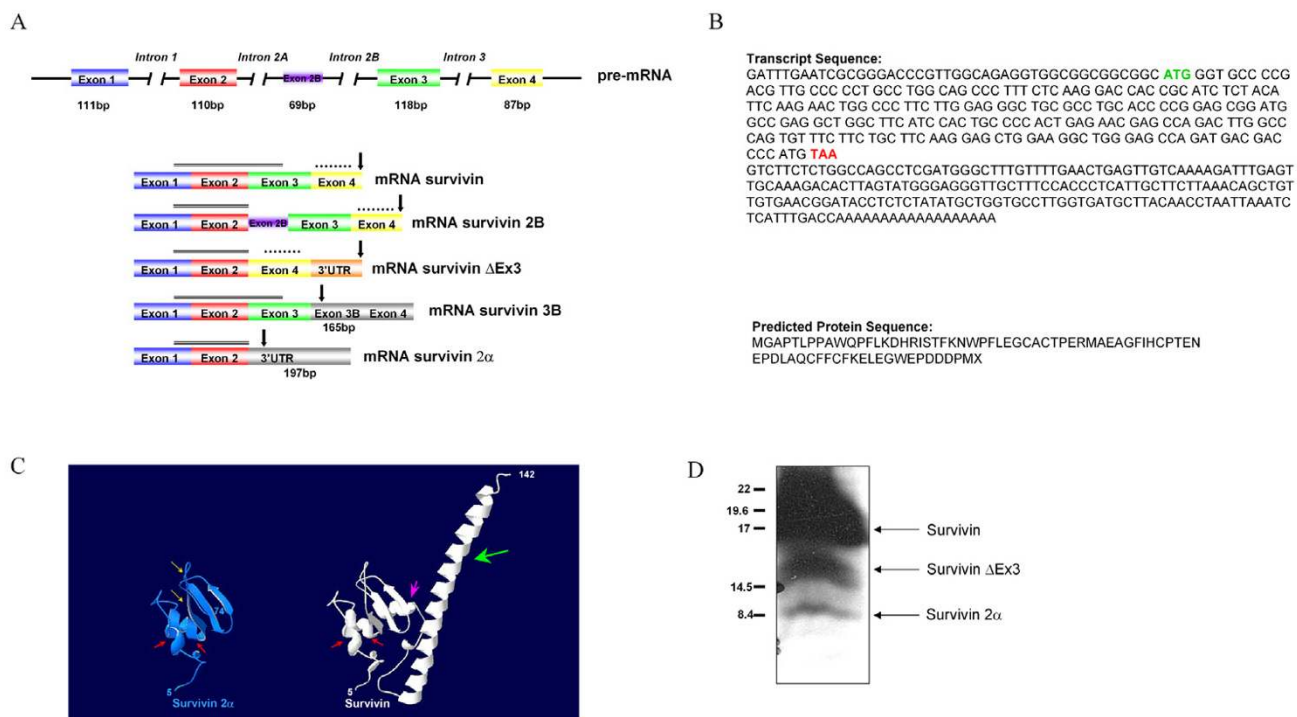 A
Intron 1 Intron 2A Intron 2B Intron 3
Exon 1 Exon 2 Exon 2B Exon 3 Exon 4 pre-mRNA
111bp 110bp 69bp 118bp 87bp
Exon 1 Exon 2 Exon 3 Exon 4 mRNA survivin
Exon 1 Exon 2 Exon 2B Exon 3 Exon 4 mRNA survivin 2B
Exon 1 Exon 2 Exon 4 3'UTR mRNA survivin ΔEx3
Exon 1 Exon 2 Exon 3 Exon 3B Exon 4 mRNA survivin 3B
165bp
Exon 1 Exon 2 3'UTR mRNA survivin 2α
197bp
B
Transcript Sequence:
GATTTGAATCGCGGGACCCGTTGGCAGAGGTGGCGGCGGCGGC ATG GGT GCC CCG
ACG TTG CCC CCT GCC TGG CAG CCC TTT CTC AAG GAC CAC CGC ATC TCT ACA
TTC AAG AAC TGG CCC TTC TTG GAG GGC TGC GCC TGC ACC CCG GAG CGG ATG
GCC GAG GCT GGC TTC ATC CAC TGC CCC ACT GAG AAC GAG CCA GAC TTG GCC
CAG TGT TTC TTC TGC TTC AAG GAG CTG GAA GGC TGG GAG CCA GAT GAC GAC
CCC ATG TAA
GTCTTCTCTGGCCAGCCTCGATGGGCTTTGTTTTGAACTGAGTTGTCAAAAGATTTGAGT
TGCAAAGACACTTAGTATGGGAGGGTTGCTTTCCACCCTCATTGCTTCTTAAACAGCTGT
TGTGAACGGATACCTCTCTATATGCTGGTGCCTTGGTGATGCTTACAACCTAATTAAATC
TCATTTGACCAAAAAAAAAAAAAAAAAAA
Predicted Protein Sequence:
MGAPTLPPAWQPFLKDHRISTFKNWPFLEGCACTPERMAEAGFIHCPTEN
EPDLAQCFFCFKELEGWEPDDDPMX
C
142
74
5
Survivin 2α
5
Survivin
D
22
19.6
17 Survivin
Survivin ΔEx3
14.5
8.4 Survivin 2α